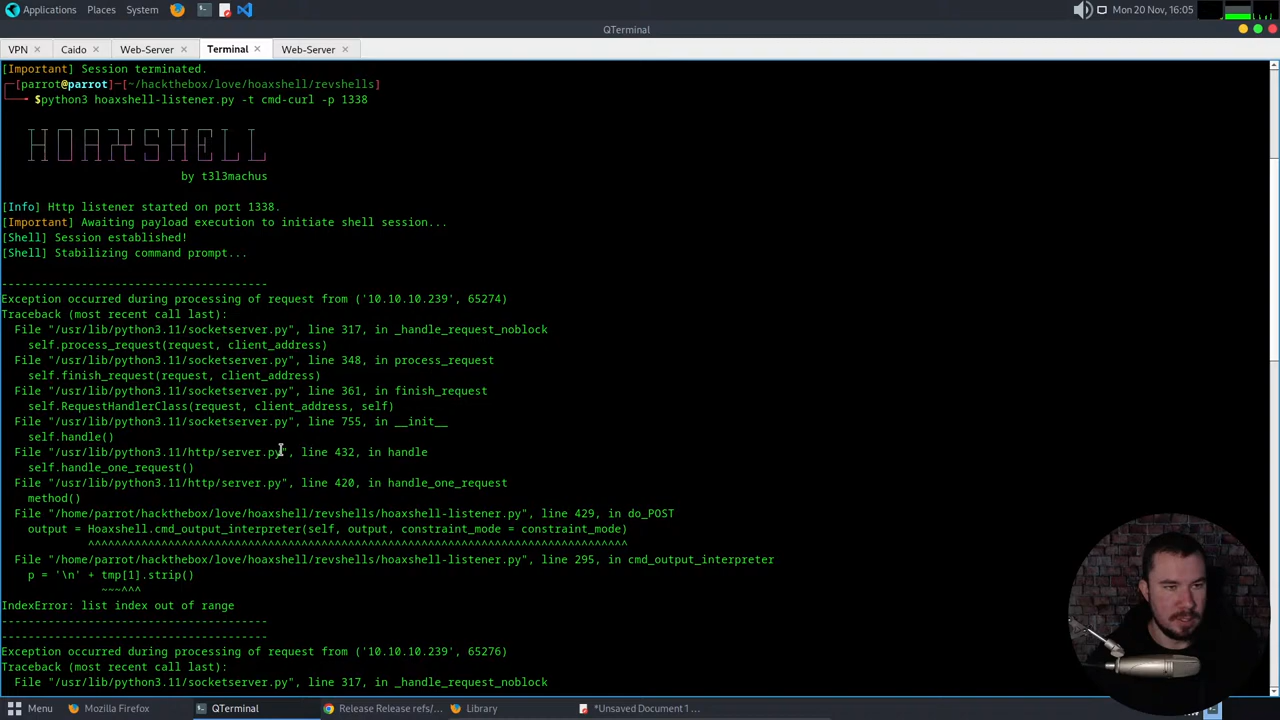 Applications Places System Mon 20 Nov, 16:05
QTerminal
VPN Caido Web-Server Terminal Web-Server
[Important] Session terminated.
[parrot@parrot]─[~/hackthebox/love/hoaxshell/revshells]
$python3 hoaxshell-listener.py -t cmd-curl -p 1338
HOAXSHELL
by t3l3machus
[Info] Http listener started on port 1338.
[Important] Awaiting payload execution to initiate shell session...
[Shell] Session established!
[Shell] Stabilizing command prompt...
----------------------------------------
Exception occurred during processing of request from ('10.10.10.239', 65274)
Traceback (most recent call last):
File "/usr/lib/python3.11/socketserver.py", line 317, in _handle_request_noblock
self.process_request(request, client_address)
File "/usr/lib/python3.11/socketserver.py", line 348, in process_request
self.finish_request(request, client_address)
File "/usr/lib/python3.11/socketserver.py", line 361, in finish_request
self.RequestHandlerClass(request, client_address, self)
File "/usr/lib/python3.11/socketserver.py", line 755, in __init__
self.handle()
File "/usr/lib/python3.11/http/server.py", line 432, in handle
self.handle_one_request()
File "/usr/lib/python3.11/http/server.py", line 420, in handle_one_request
method()
File "/home/parrot/hackthebox/love/hoaxshell/revshells/hoaxshell-listener.py", line 429, in do_POST
output = Hoaxshell.cmd_output_interpreter(self, output, constraint_mode = constraint_mode)
^^^^^^^^^^^^^^^^^^^^^^^^^^^^^^^^^^^^^^^^^^^^^^^^^^^^^^^^^^^^^^^^^^^^^^^^^^^^^^^^^
File "/home/parrot/hackthebox/love/hoaxshell/revshells/hoaxshell-listener.py", line 295, in cmd_output_interpreter
p = '\n' + tmp[1].strip()
~~~^^^
IndexError: list index out of range
----------------------------------------
----------------------------------------
Exception occurred during processing of request from ('10.10.10.239', 65276)
Traceback (most recent call last):
File "/usr/lib/python3.11/socketserver.py", line 317, in _handle_request_noblock
Menu Mozilla Firefox QTerminal Release Release refs/... Library *Unsaved Document 1 ...